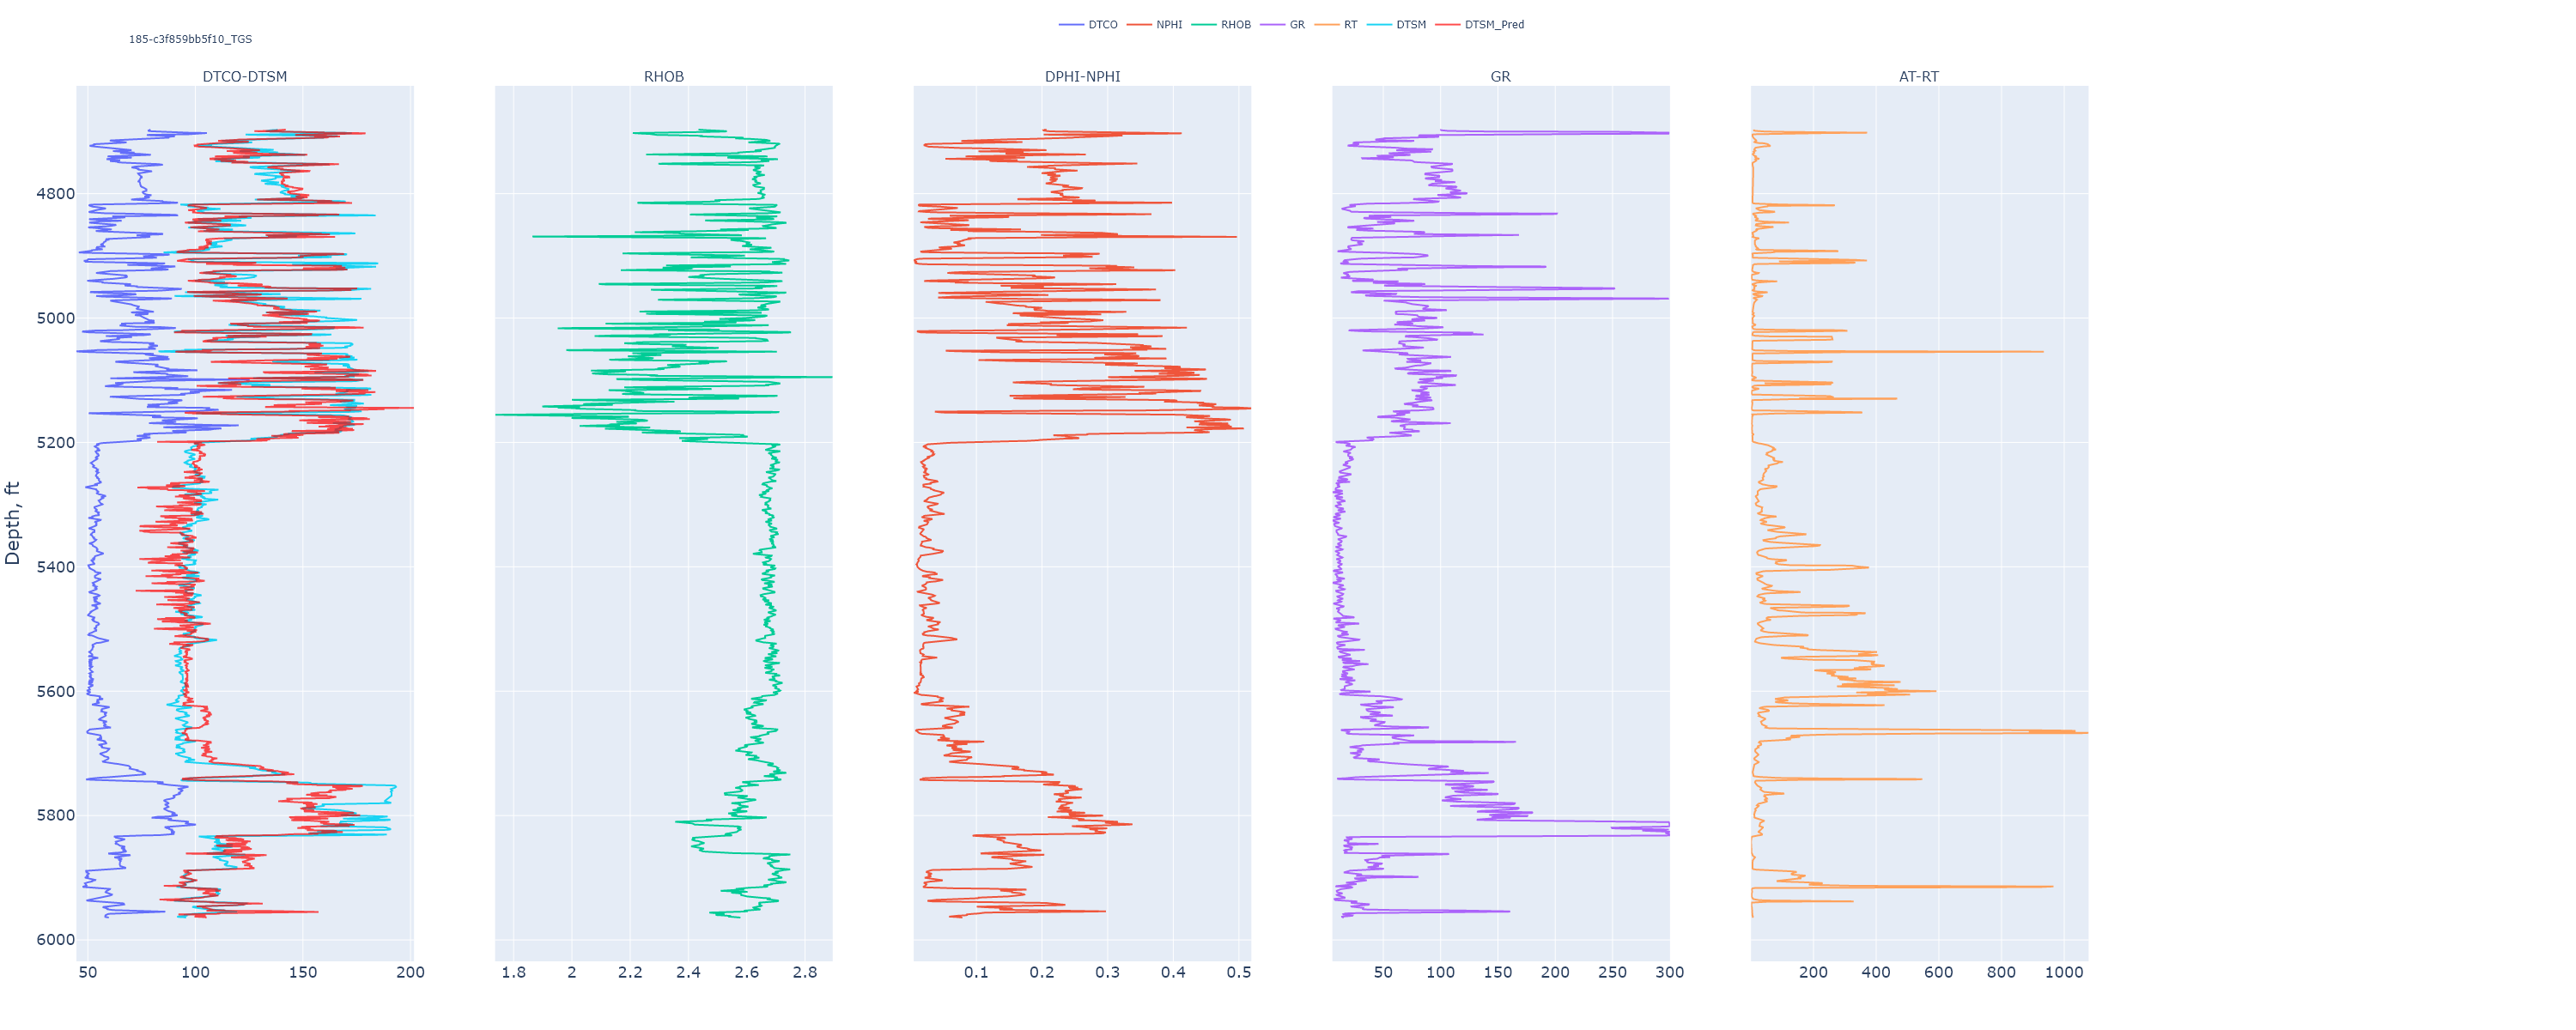 DTCO NPHI RHOB GR RT DTSM DTSM_Pred
185-c3f859bb5f10_TGS
DTCO-DTSM RHOB DPHI-NPHI GR AT-RT
4800
5000
5200
5400
5600
5800
6000
Depth, ft
50 100 150 200 1.8 2 2.2 2.4 2.6 2.8 0.1 0.2 0.3 0.4 0.5 50 100 150 200 250 300 200 400 600 800 1000